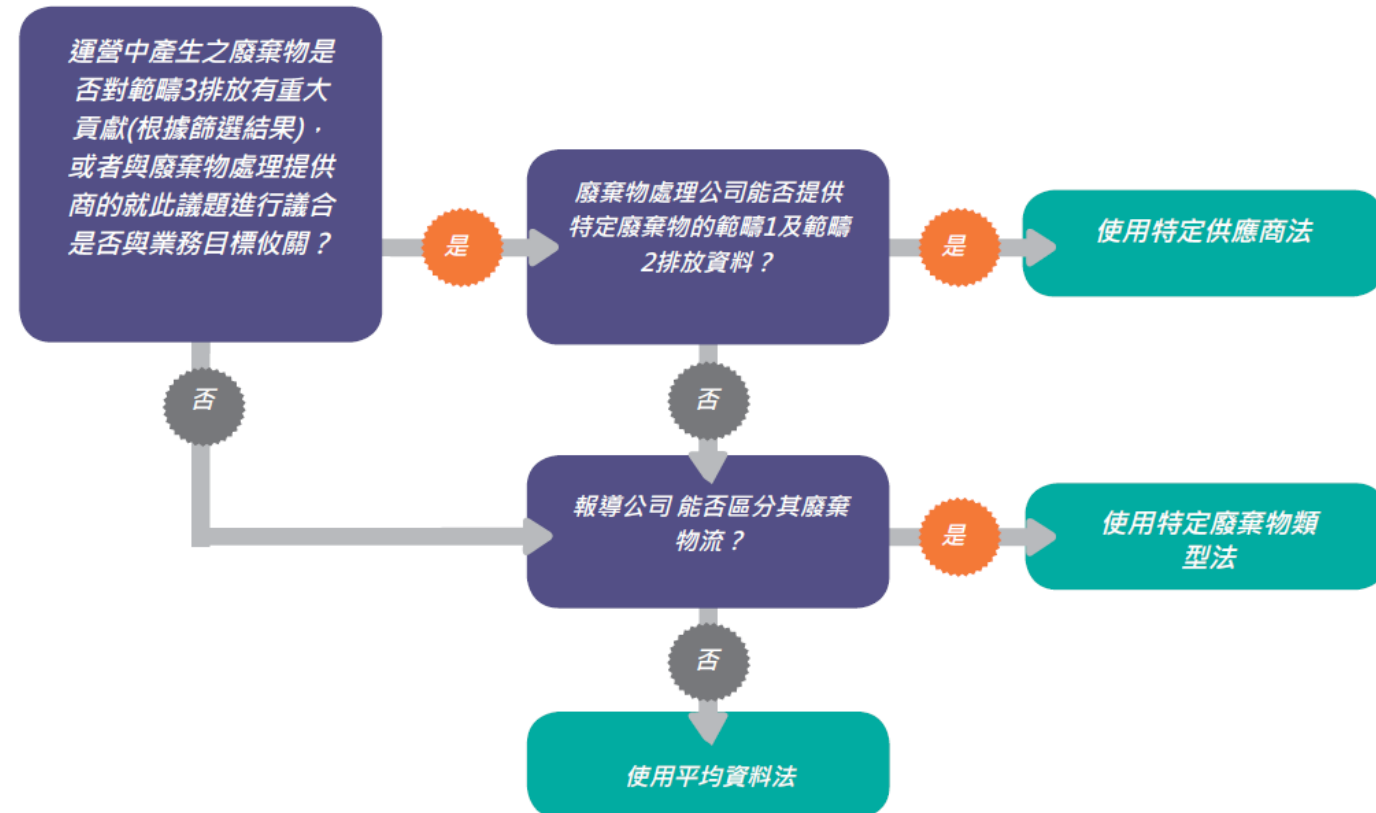 運營中產生之廢棄物是
否對範疇3排放有重大
貢獻(根據篩選結果)，
或者與廢棄物處理提供
商的就此議題進行議合
是否與業務目標攸關？
是
廢棄物處理公司能否提供
特定廢棄物的範疇1及範疇
2排放資料？
是
使用特定供應商法
否
否
報導公司 能否區分其廢棄
物流？
是
使用特定廢棄物類
型法
否
使用平均資料法